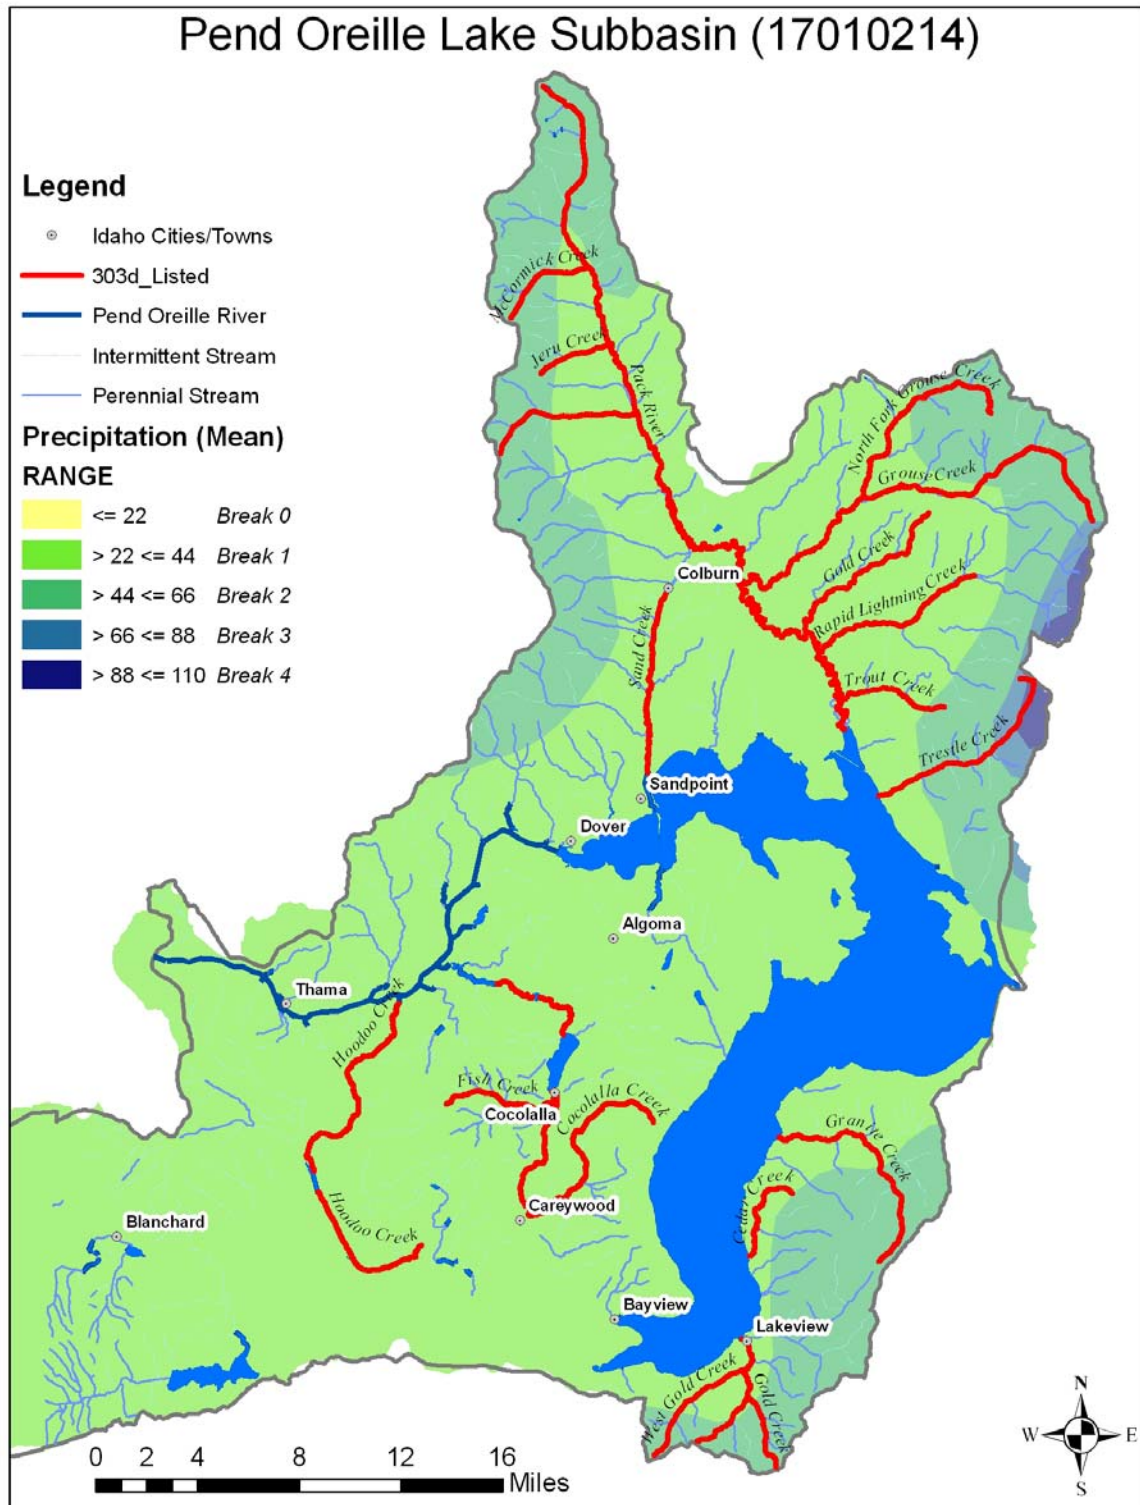 Pend Oreille Lake Subbasin (17010214)
Legend
Idaho Cities/Towns
303d_Listed
Pend Oreille River
Intermittent Stream
Perennial Stream
Precipitation (Mean)
RANGE
<= 22 Break 0
> 22 <= 44 Break 1
> 44 <= 66 Break 2
> 66 <= 88 Break 3
> 88 <= 110 Break 4
McCormick Creek
Jeru Creek
Pack River
North Fork Grouse Creek
Grouse Creek
Gold Creek
Colburn
Rapid Lightning Creek
Sand Creek
Trout Creek
Trestle Creek
Sandpoint
Dover
Algoma
Thama
Hoodoo Creek
Fish Creek
Cocolalla
Cocolalla Creek
Granite Creek
Cedar Creek
Careywood
Blanchard
Hoodoo Creek
Bayview
Lakeview
West Gold Creek
Gold Creek
N
W E
S
0 2 4 8 12 16
Miles